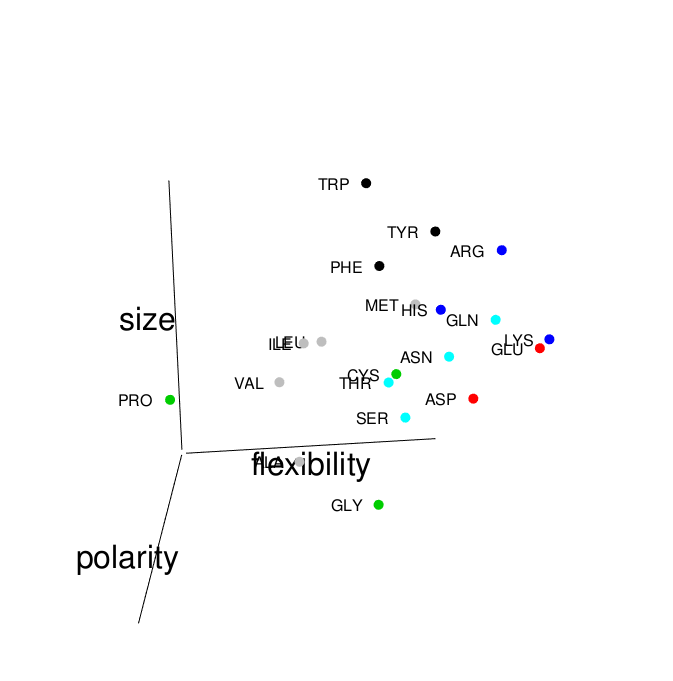 TRP
TYR
ARG
PHE
MET
HIS
size
GLN
LYS
ILE
LEU
GLU
ASN
CYS
VAL
THR
PRO
ASP
SER
ALA
flexibility
GLY
polarity